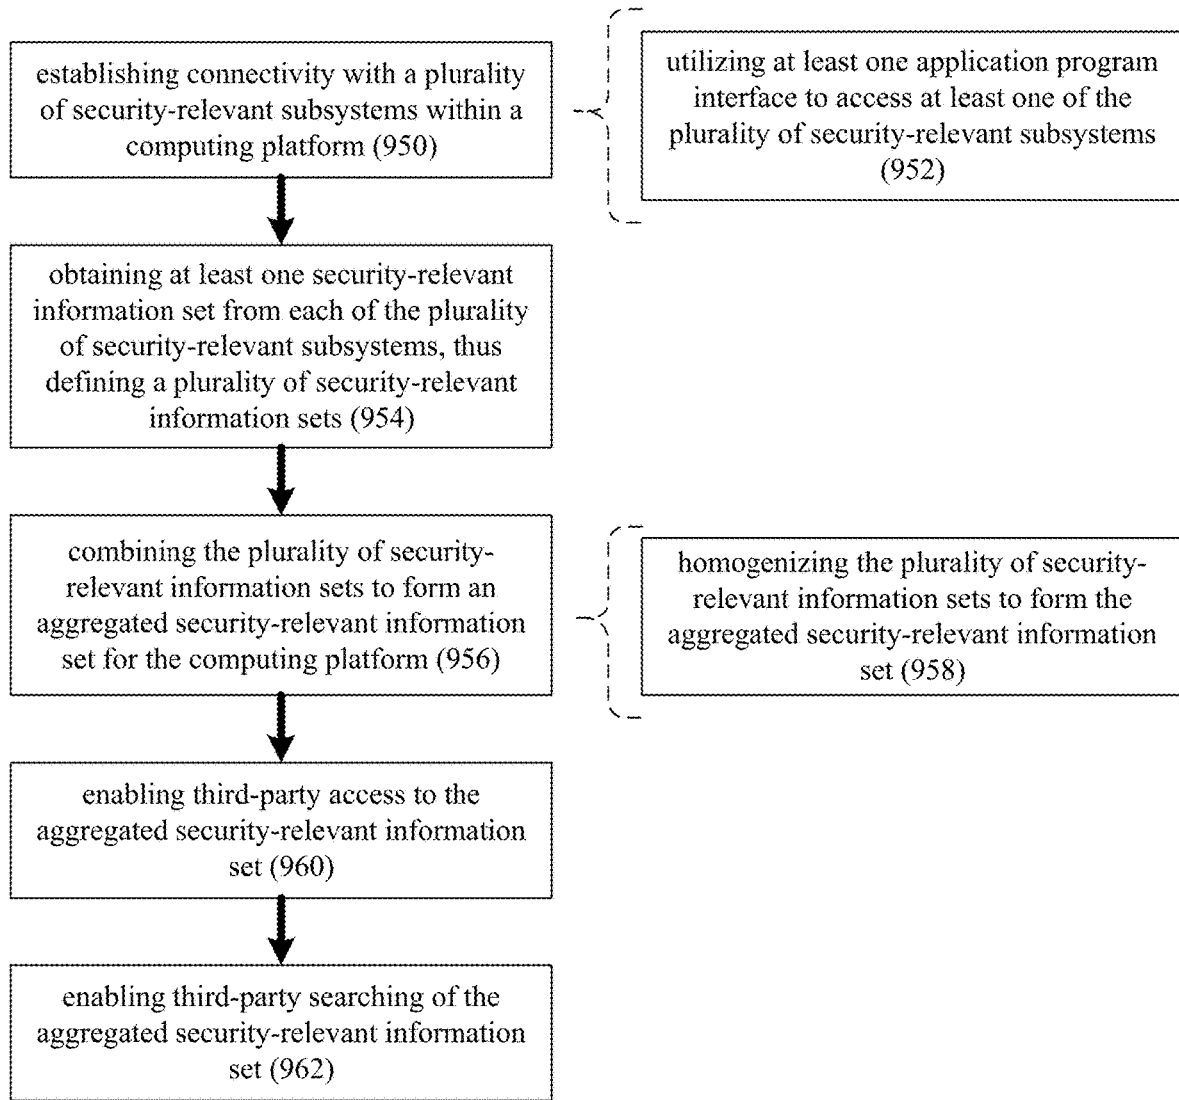 establishing connectivity with a plurality
of security-relevant subsystems within a
computing platform (950)
utilizing at least one application program
interface to access at least one of the
plurality of security-relevant subsystems
(952)
obtaining at least one security-relevant
information set from each of the plurality
of security-relevant subsystems, thus
defining a plurality of security-relevant
information sets (954)
combining the plurality of security-
relevant information sets to form an
aggregated security-relevant information
set for the computing platform (956)
homogenizing the plurality of security-
relevant information sets to form the
aggregated security-relevant information
set (958)
enabling third-party access to the
aggregated security-relevant information
set (960)
enabling third-party searching of the
aggregated security-relevant information
set (962)